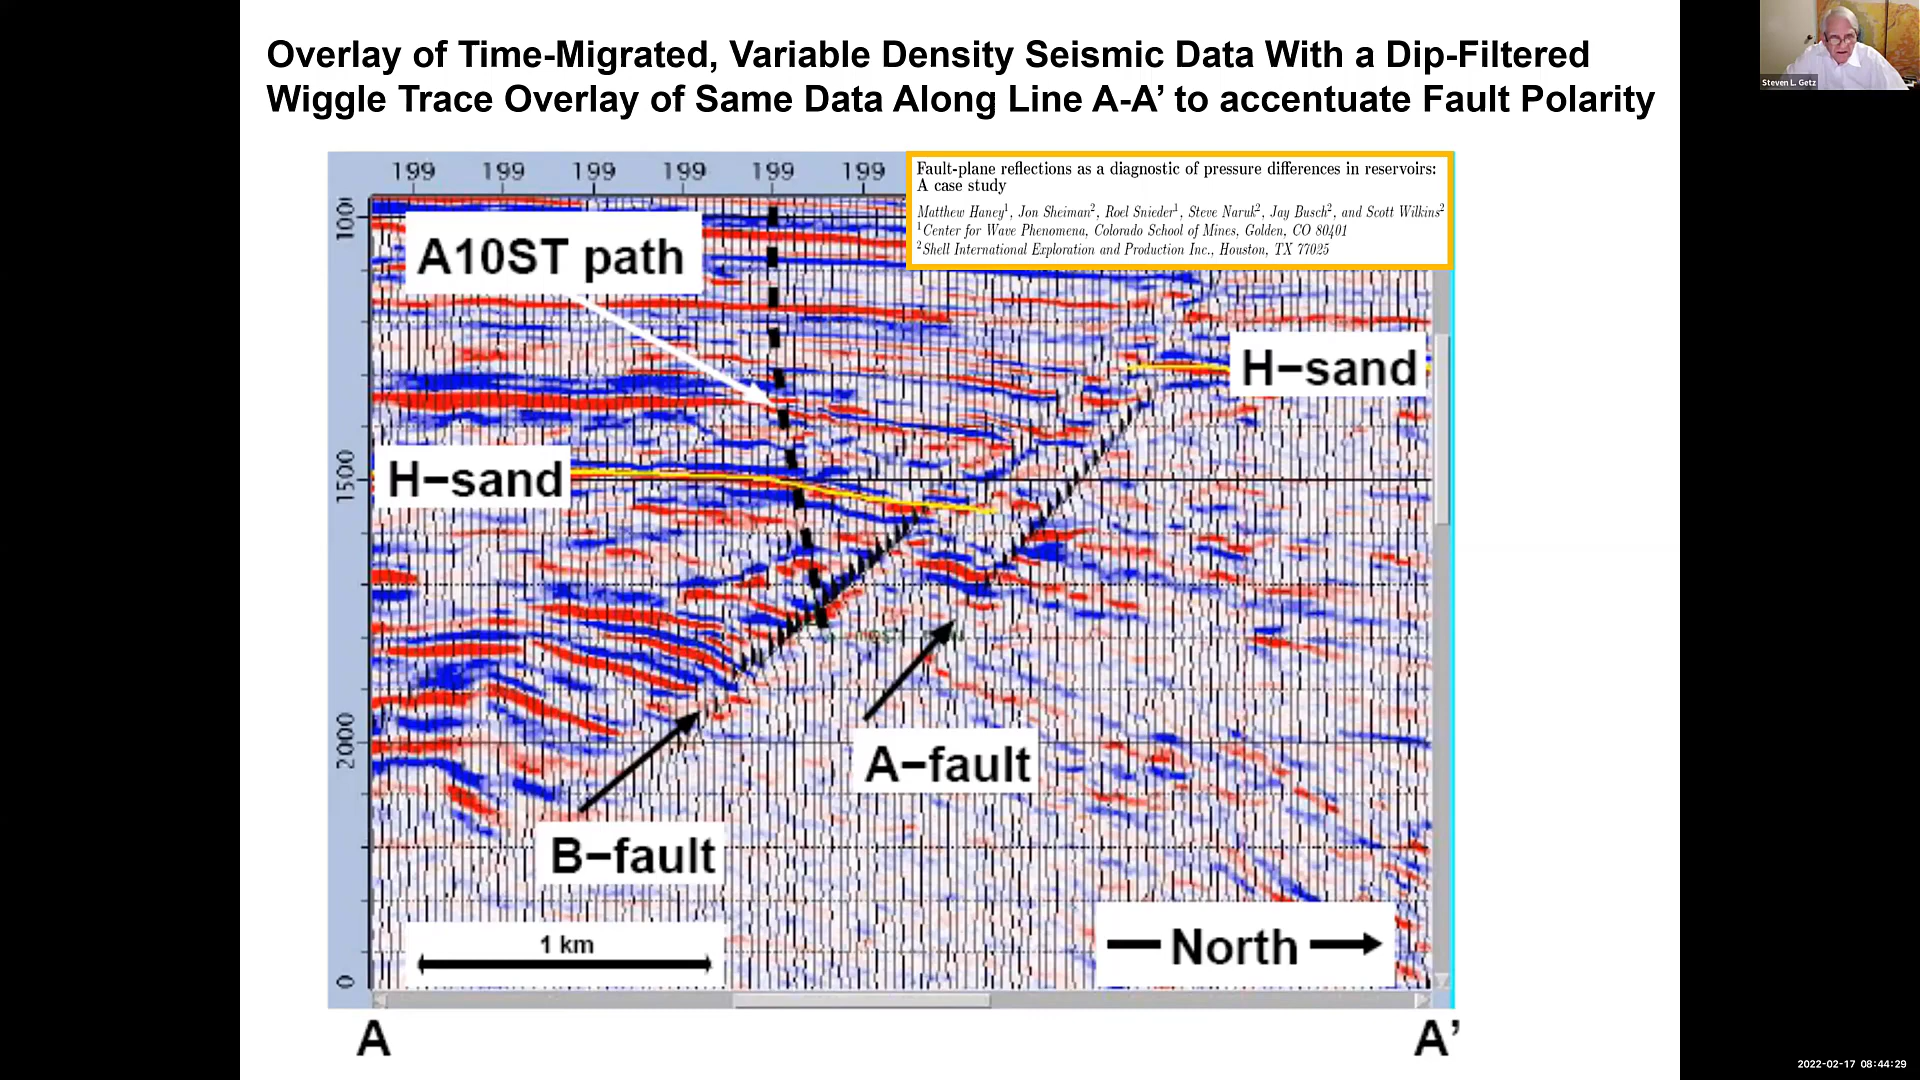 Overlay of Time-Migrated, Variable Density Seismic Data With a Dip-Filtered
Wiggle Trace Overlay of Same Data Along Line A-A’ to accentuate Fault Polarity
Steven L. Getz
199 199 199 199 199 199
Fault-plane reflections as a diagnostic of pressure differences in reservoirs:
A case study
Matthew Haney¹, Jon Sheiman², Roel Snieder¹, Steve Naruk², Jay Busch², and Scott Wilkins²
¹Center for Wave Phenomena, Colorado School of Mines, Golden, CO 80401
²Shell International Exploration and Production Inc., Houston, TX 77025
A10ST path
H−sand
1500
H−sand
2000
A−fault
B−fault
1 km
North
0
A
A’
2022-02-17 08:44:29